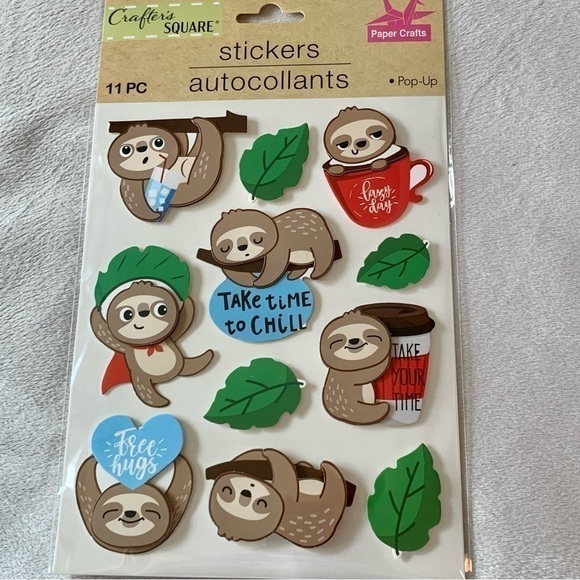 Crafter's
SQUARE®
Paper Crafts
stickers
autocollants
11 PC
• Pop-Up
lazy
day
TAKE TIME
TO CHILL
TAKE
YOUR
TIME
free
hugs